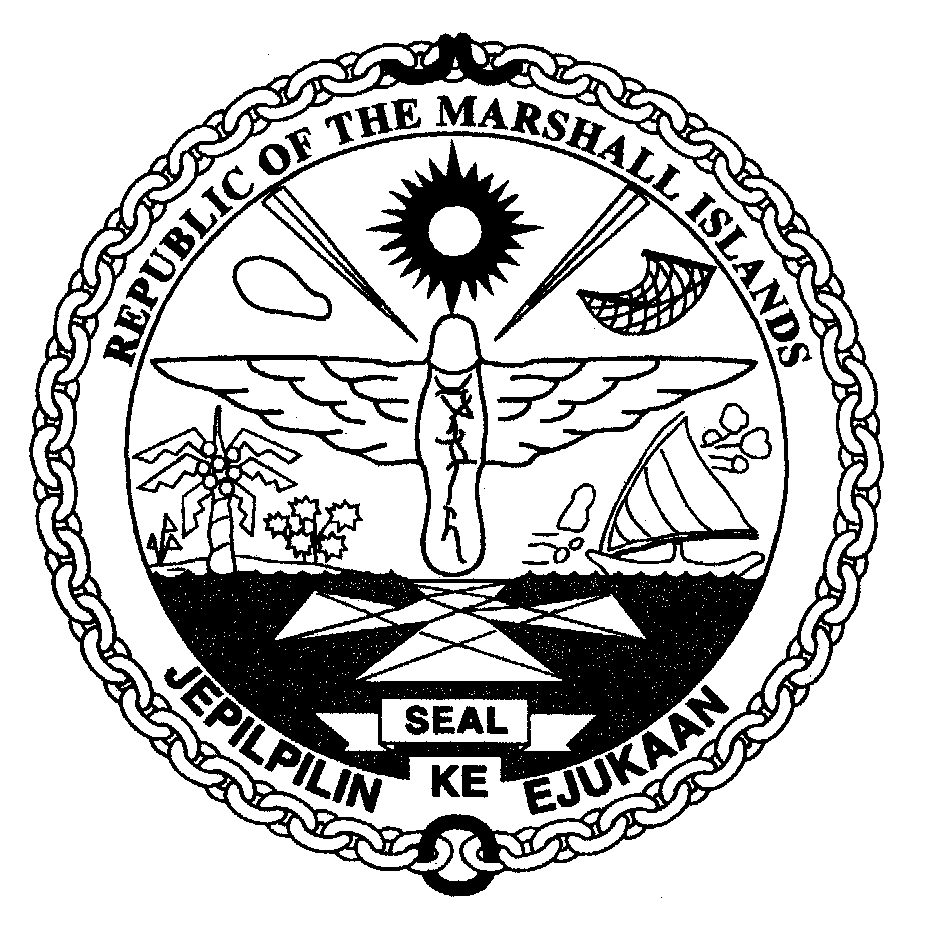 REPUBLIC OF THE MARSHALL ISLANDS
SEAL
JEPILPILIN KE EJUKAAN